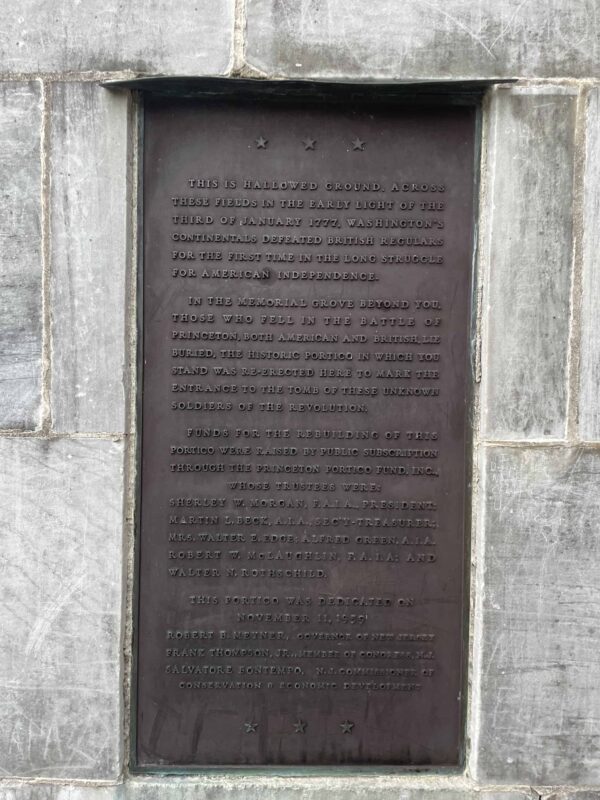 THIS IS HALLOWED GROUND. ACROSS
THESE FIELDS IN THE EARLY LIGHT OF THE
THIRD OF JANUARY 1777, WASHINGTON'S
CONTINENTALS DEFEATED BRITISH REGULARS
FOR THE FIRST TIME IN THE LONG STRUGGLE
FOR AMERICAN INDEPENDENCE.
IN THE MEMORIAL GROVE BEYOND YOU,
THOSE WHO FELL IN THE BATTLE OF
PRINCETON, BOTH AMERICAN AND BRITISH, LIE
BURIED, THE HISTORIC PORTICO IN WHICH YOU
STAND WAS RE-ERECTED HERE TO MARK THE
ENTRANCE TO THE TOMB OF THESE UNKNOWN
SOLDIERS OF THE REVOLUTION.
FUNDS FOR THE REBUILDING OF THIS
PORTICO WERE RAISED BY PUBLIC SUBSCRIPTION
THROUGH THE PRINCETON PORTICO FUND, INC.,
WHOSE TRUSTEES WERE:
SHERLEY W. MORGAN, F.A.I.A., PRESIDENT;
MARTIN L. BECK, A.I.A., SEC'Y-TREASURER;
MRS. WALTER E. EDGE; ALFRED GREEN, A.I.A.
ROBERT W. McLAUGHLIN, F.A.I.A; AND
WALTER N. ROTHSCHILD.
THIS PORTICO WAS DEDICATED ON
NOVEMBER 11, 1959
ROBERT B. MEYNER, GOVERNOR OF NEW JERSEY
FRANK THOMPSON, JR., MEMBER OF CONGRESS, N.J.
SALVATORE BONTEMPO, N.J. COMMISSIONER OF
CONSERVATION & ECONOMIC DEVELOPMENT